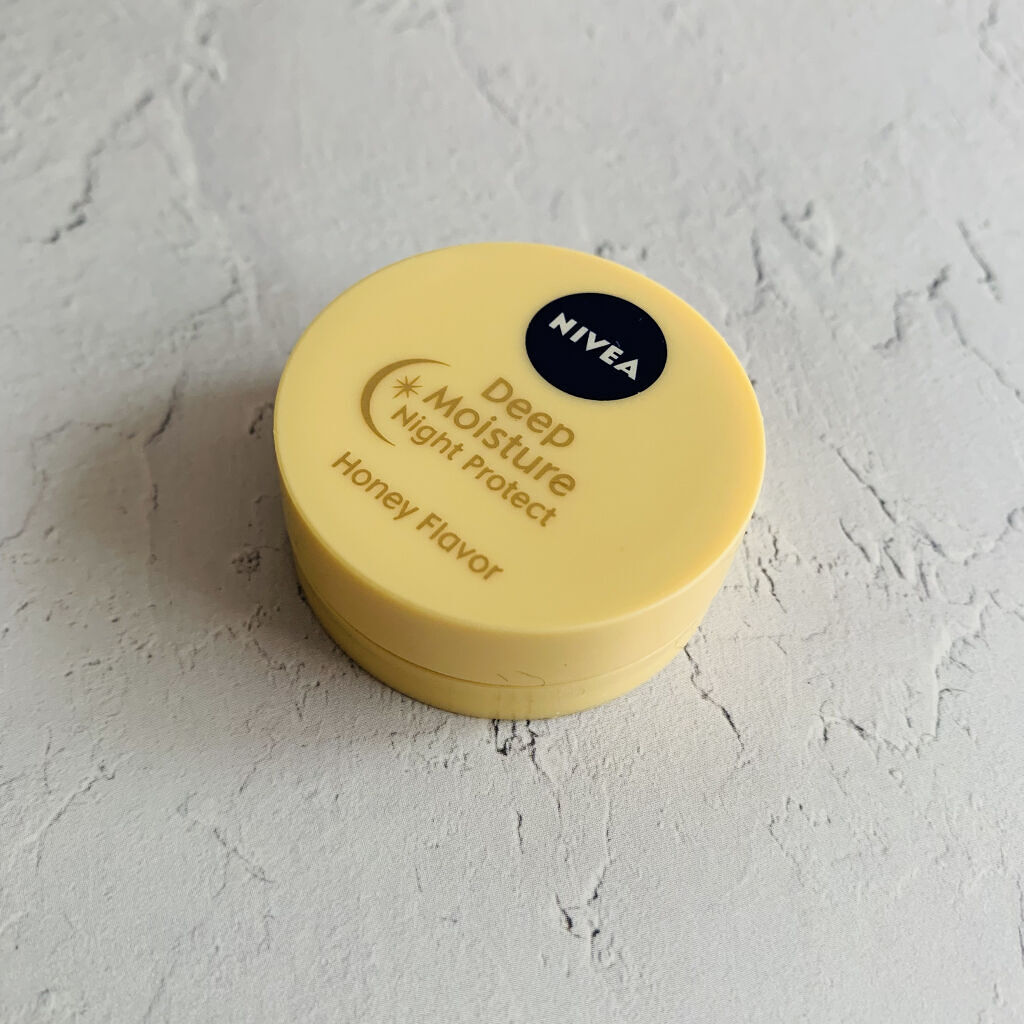 NIVEA
Deep
Moisture
Night Protect
Honey Flavor